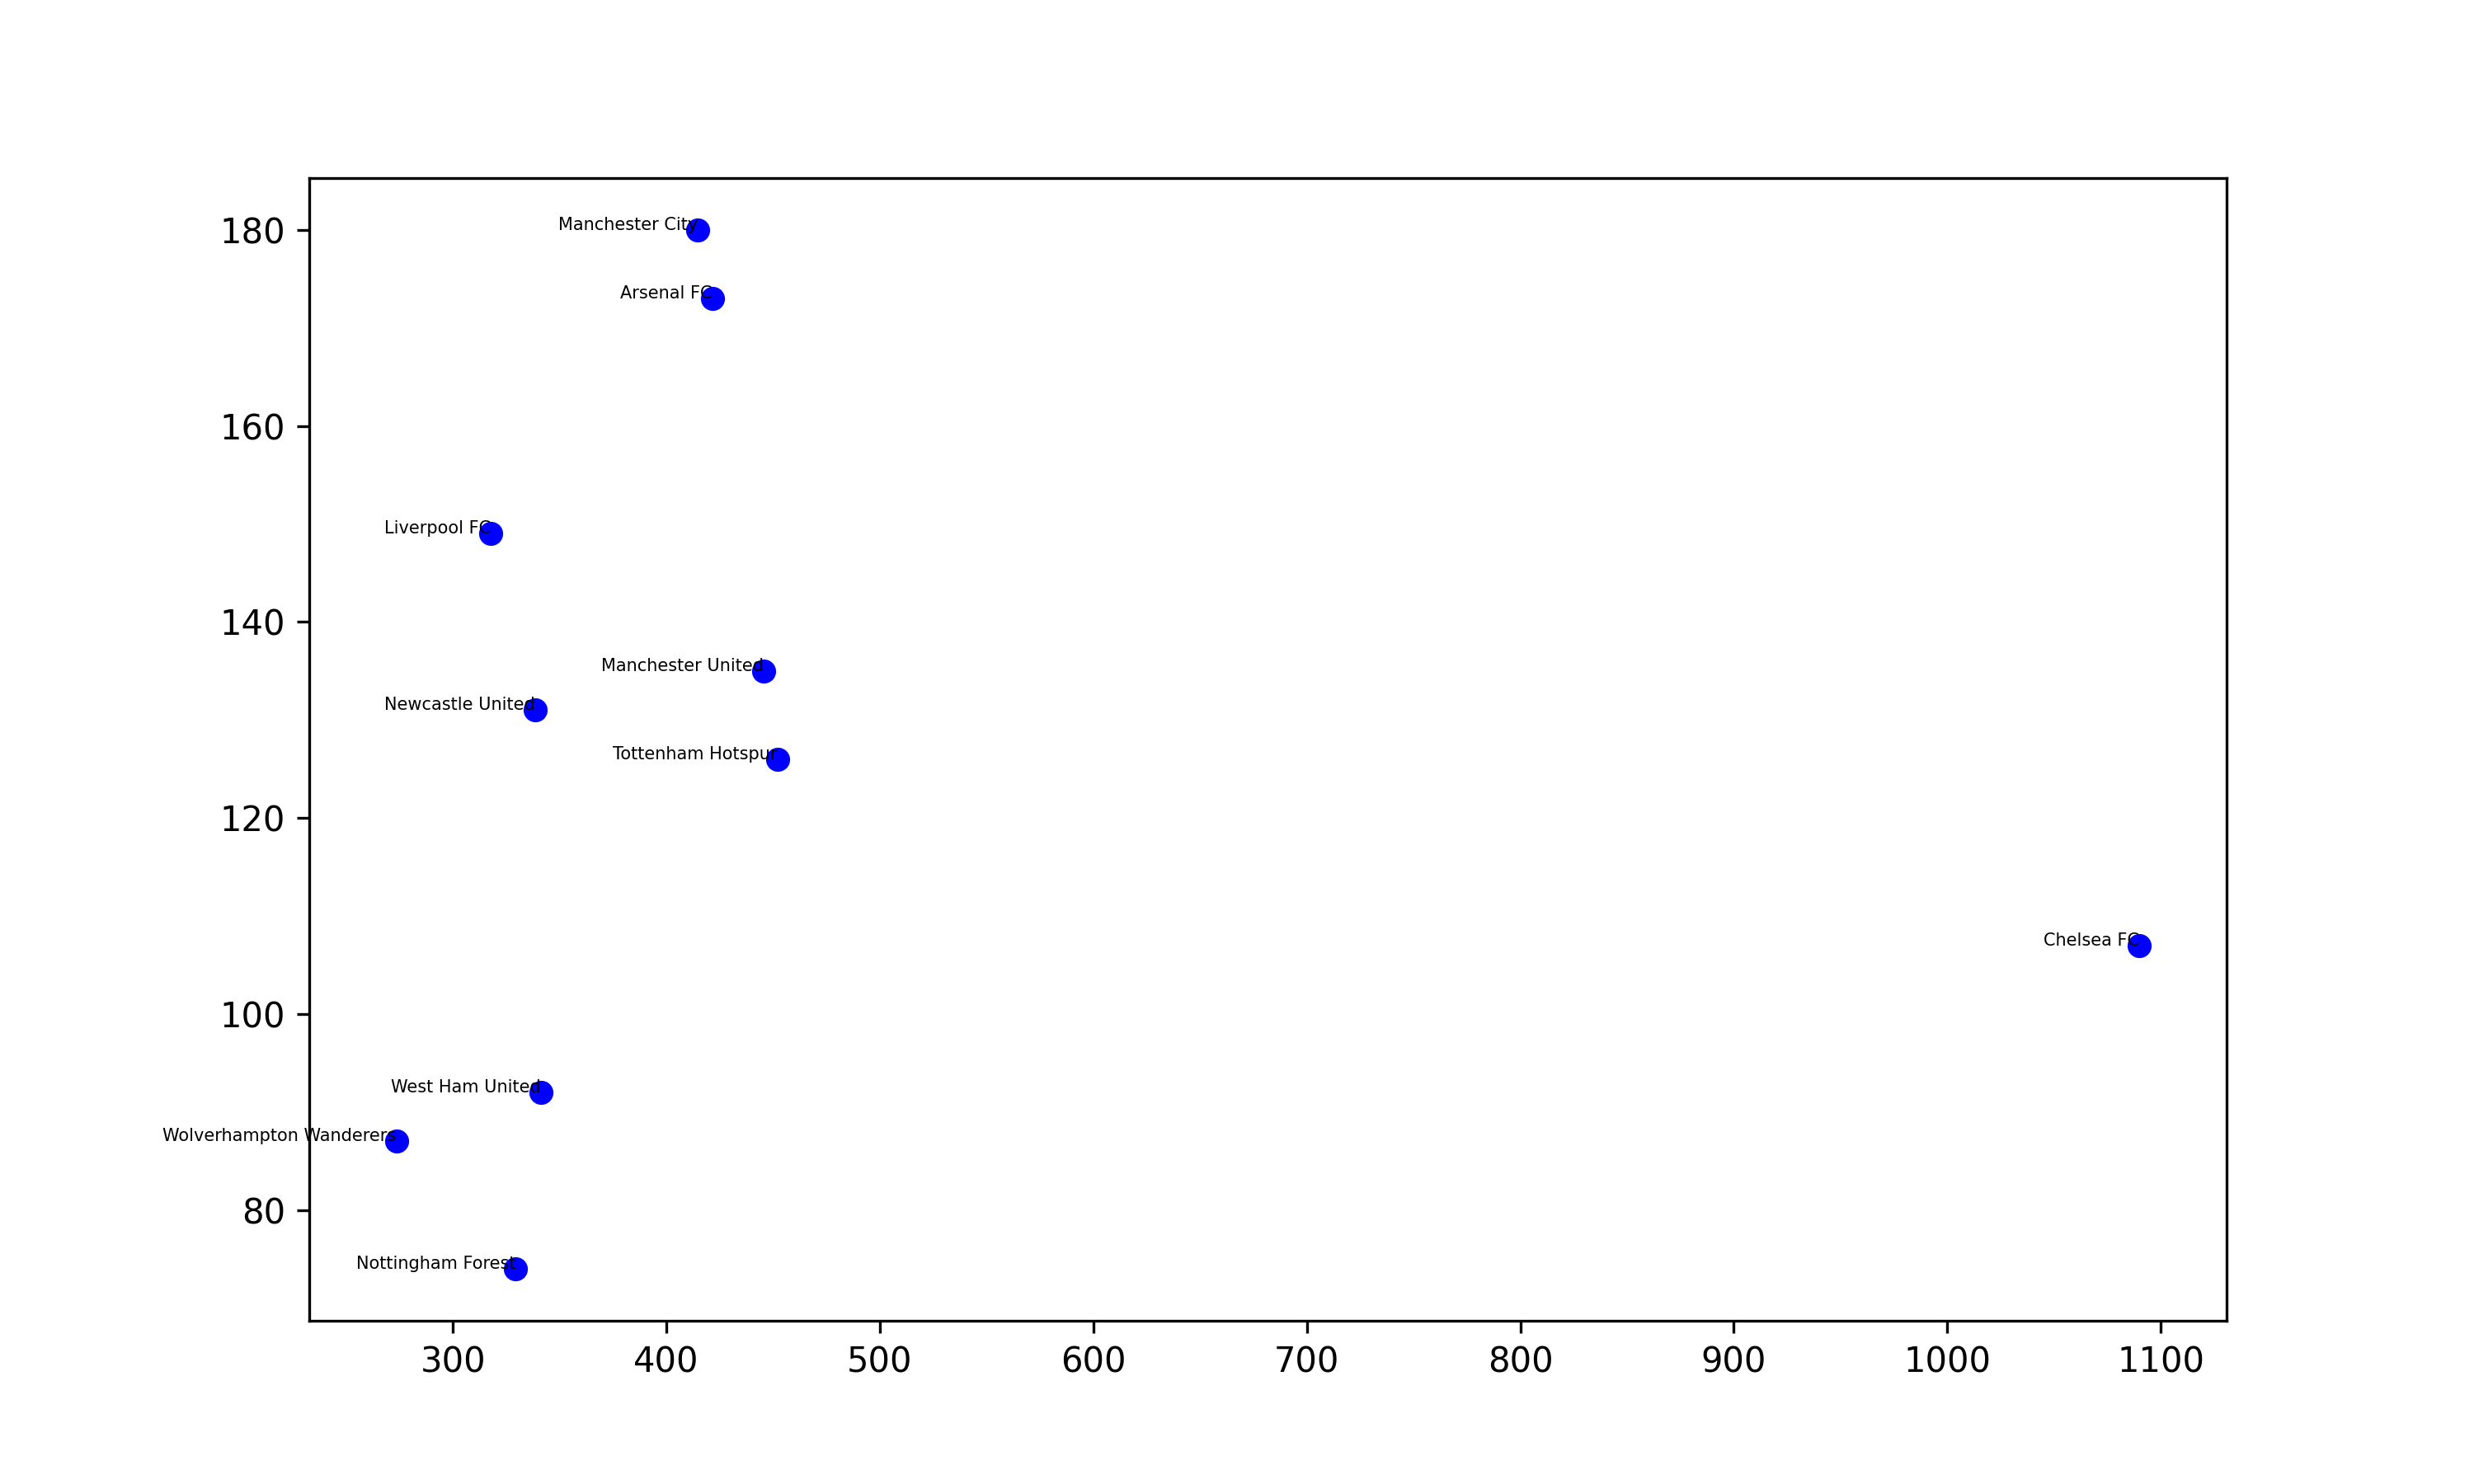 180
160
140
120
100
80
Manchester City
Arsenal FC
Liverpool FC
Manchester United
Newcastle United
Tottenham Hotspur
Chelsea FC
West Ham United
Wolverhampton Wanderers
Nottingham Forest
300 400 500 600 700 800 900 1000 1100